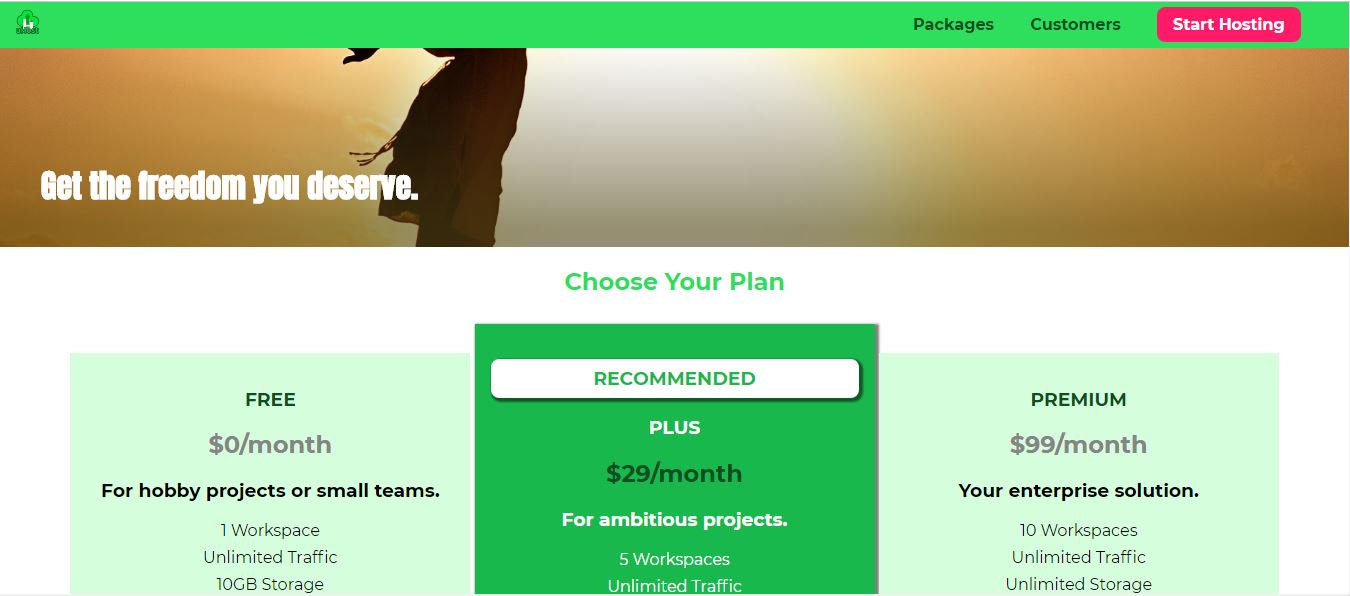 UHOST
Packages
Customers
Start Hosting
Get the freedom you deserve.
Choose Your Plan
FREE
$0/month
For hobby projects or small teams.
1 Workspace
Unlimited Traffic
10GB Storage
RECOMMENDED
PLUS
$29/month
For ambitious projects.
5 Workspaces
Unlimited Traffic
PREMIUM
$99/month
Your enterprise solution.
10 Workspaces
Unlimited Traffic
Unlimited Storage